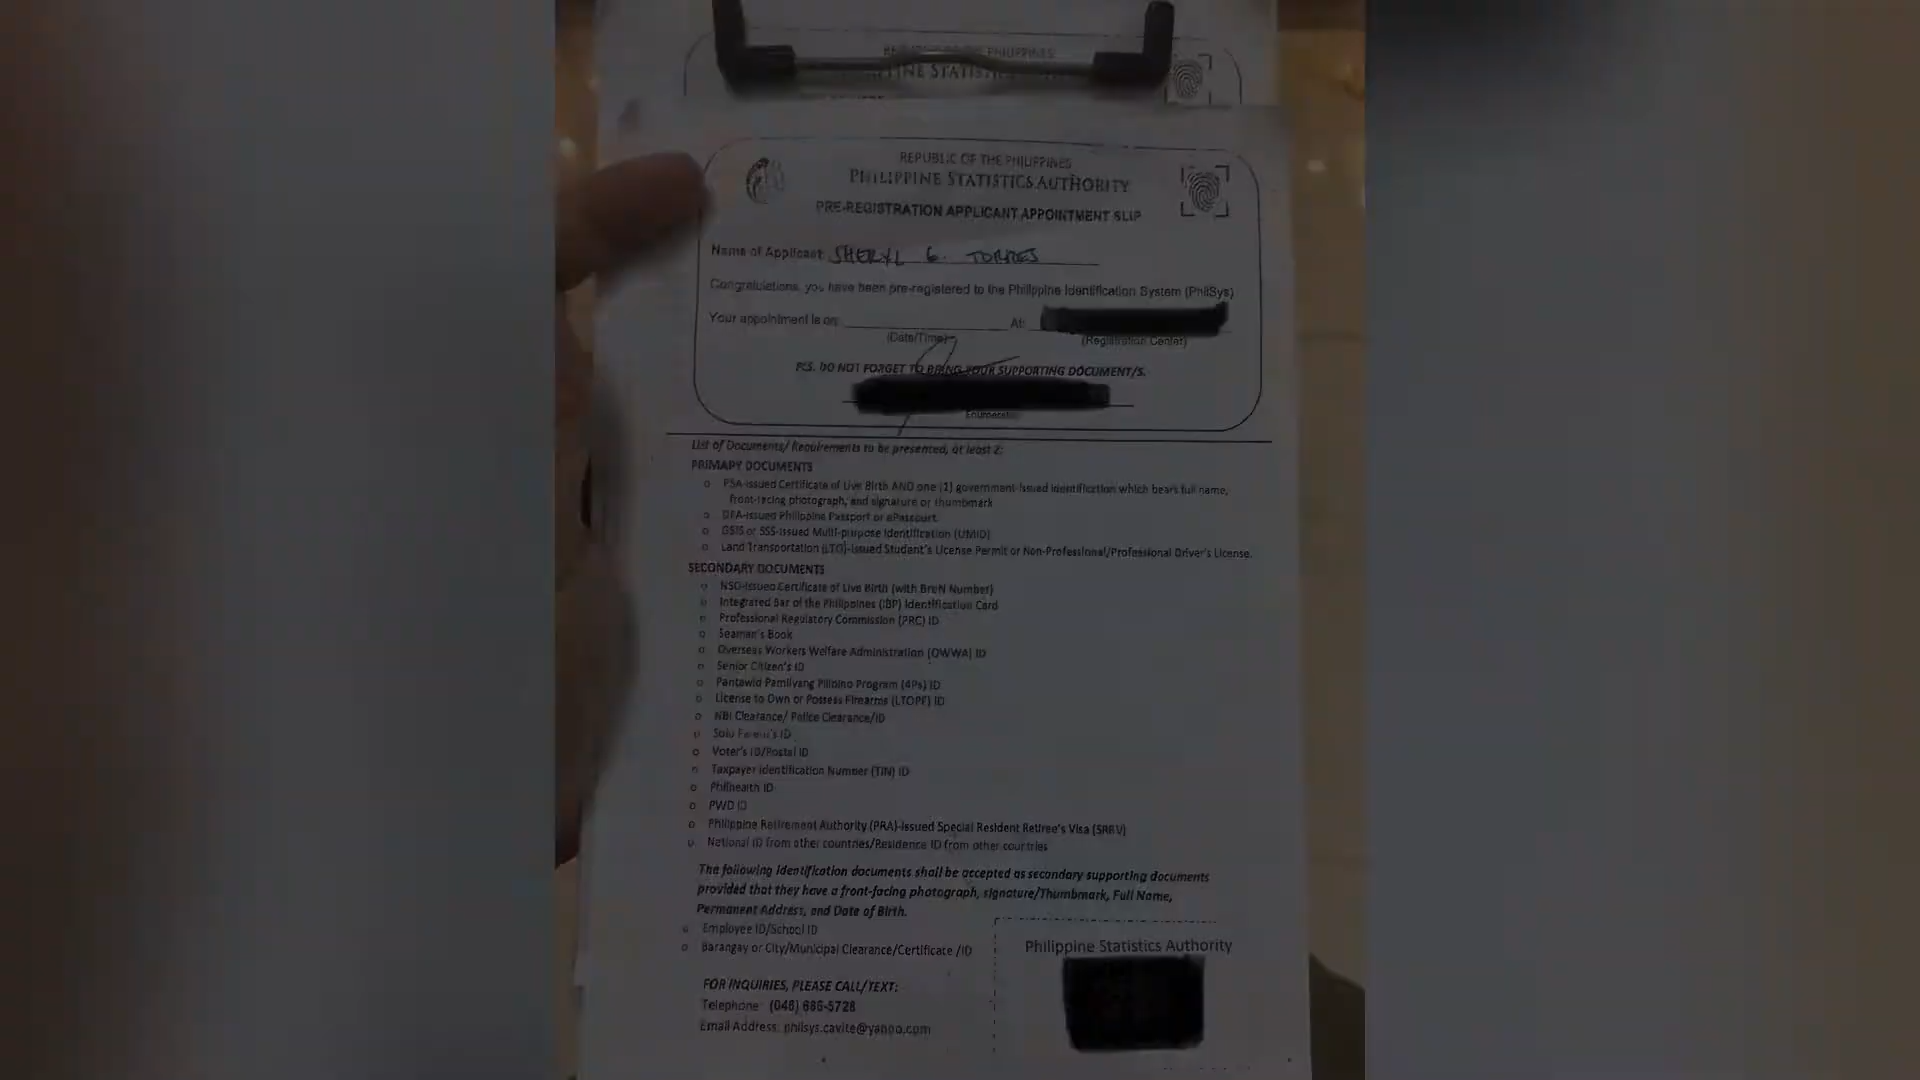 REPUBLIC OF THE PHILIPPINES
PHILIPPINE STATISTICS AUTHORITY
PRE-REGISTRATION APPLICANT APPOINTMENT SLIP
Name of Applicant: SHERYL G. TORRES
Congratulations, you have been pre-registered to the Philippine Identification System (PhilSys)
Your appointment is on: At:
(Date/Time) (Registration Center)
P.S. DO NOT FORGET TO BRING YOUR SUPPORTING DOCUMENT/S.
Enumerator
List of Documents/ Requirements to be presented, at least 2:
PRIMARY DOCUMENTS
o PSA-issued Certificate of Live Birth AND one (1) government-issued identification which bears full name,
front-facing photograph, and signature or thumbmark
o DFA-issued Philippine Passport or ePassport
o GSIS or SSS-issued Multi-purpose Identification (UMID)
o Land Transportation (LTO)-issued Student's License Permit or Non-Professional/Professional Driver's License.
SECONDARY DOCUMENTS
o NSO-issued Certificate of Live Birth (with BreN Number)
o Integrated Bar of the Philippines (IBP) Identification Card
o Professional Regulatory Commission (PRC) ID
o Seaman's Book
o Overseas Workers Welfare Administration (OWWA) ID
o Senior Citizen's ID
o Pantawid Pamilyang Pilipino Program (4Ps) ID
o License to Own or Possess Firearms (LTOPF) ID
o NBI Clearance/ Police Clearance/ID
o Solo Parent's ID
o Voter's ID/Postal ID
o Taxpayer Identification Number (TIN) ID
o Philhealth ID
o PWD ID
o Philippine Retirement Authority (PRA)-issued Special Resident Retiree's Visa (SRRV)
o National ID from other countries/Residence ID from other countries
The following identification documents shall be accepted as secondary supporting documents
provided that they have a front-facing photograph, signature/Thumbmark, Full Name,
Permanent Address, and Date of Birth.
o Employee ID/School ID
o Barangay or City/Municipal Clearance/Certificate /ID
Philippine Statistics Authority
FOR INQUIRIES, PLEASE CALL/TEXT:
Telephone: (046) 686-5728
Email Address: philsys.cavite@yahoo.com